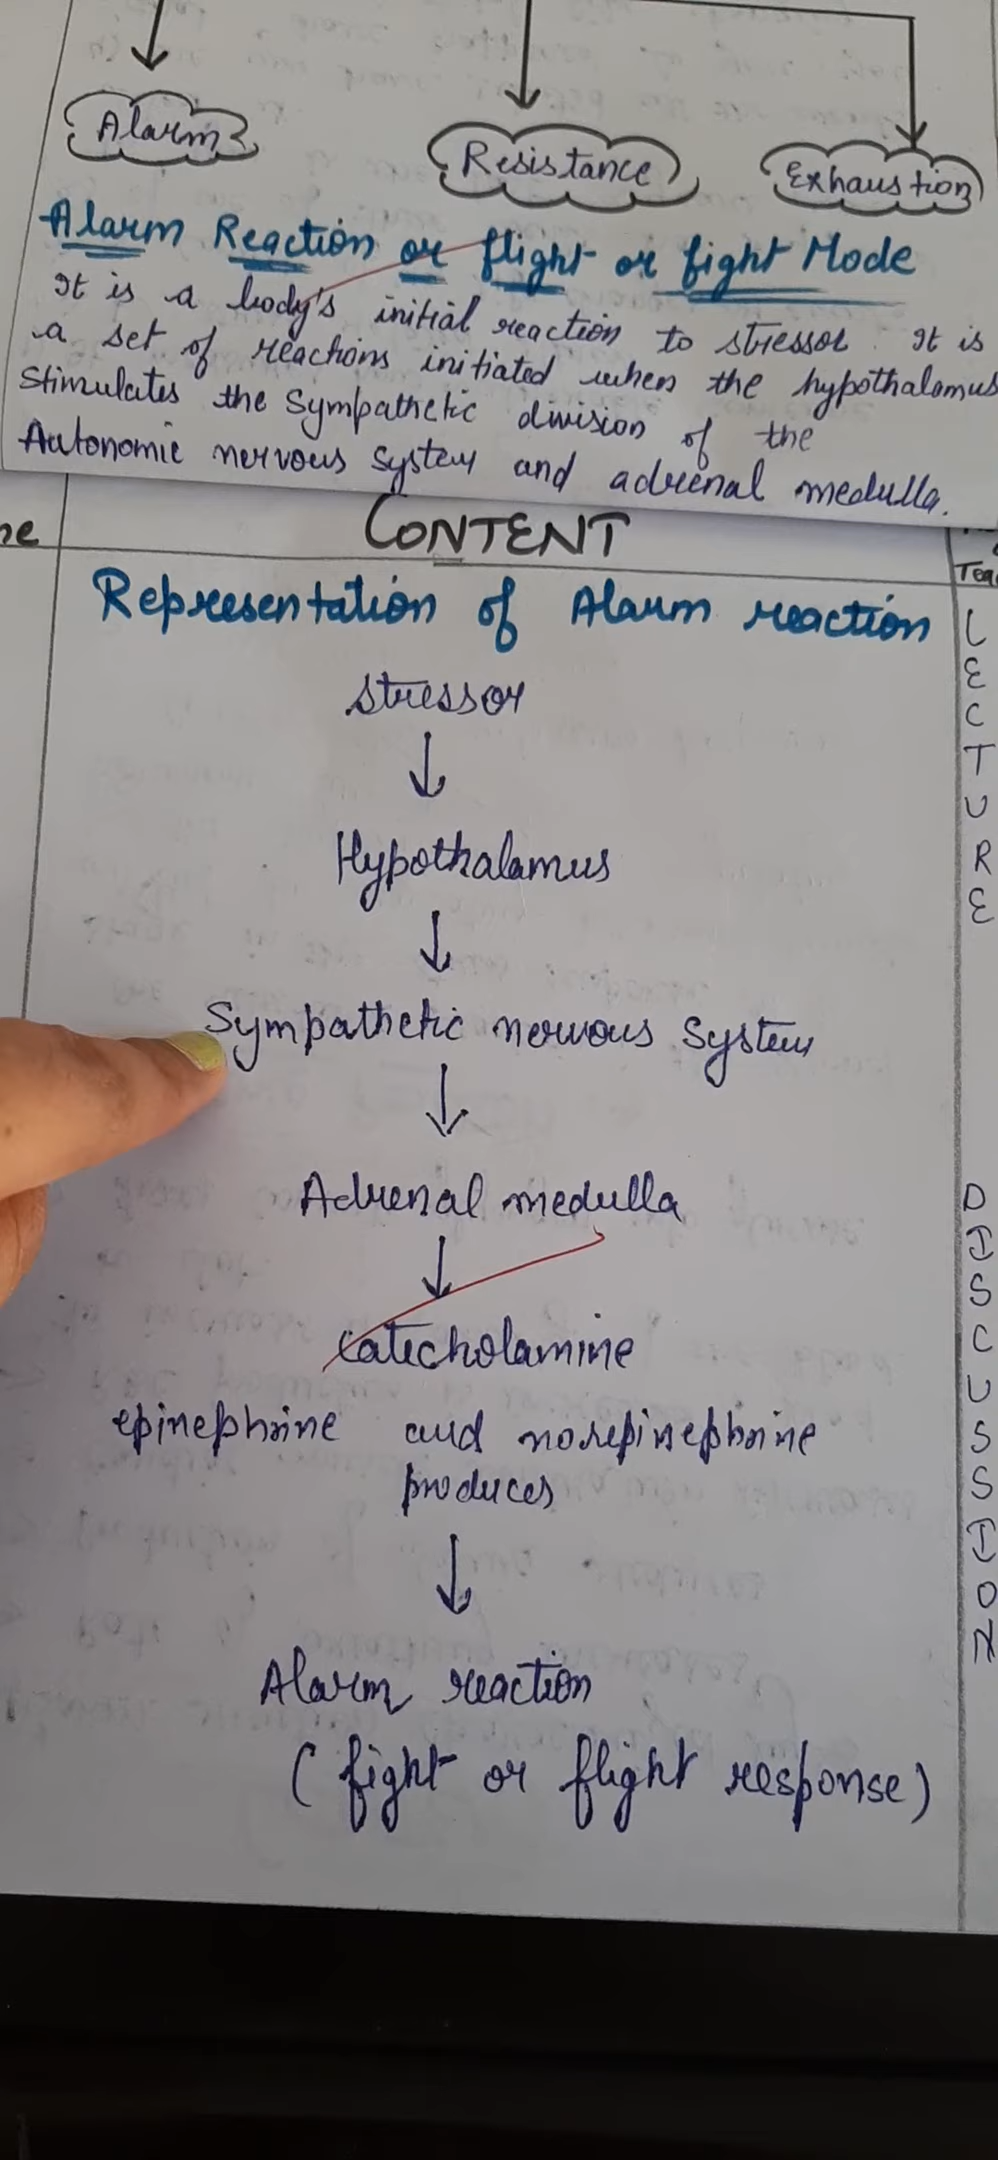 Alarm
Resistance
Exhaustion
Alarm Reaction or flight or fight Mode
It is a body's initial reaction to stressor. It is
a set of reactions initiated when the hypothalamus
stimulates the Sympathetic division of the
Autonomic nervous system and adrenal medulla.
CONTENT
Representation of Alarm reaction
stressor
↓
Hypothalamus
↓
Sympathetic nervous system
↓
Adrenal medulla
↓
Catecholamine
epinephrine and norepinephrine
produces
↓
Alarm reaction
(fight or flight response)
L
E
C
T
U
R
E
D
I
S
C
U
S
S
I
O
N